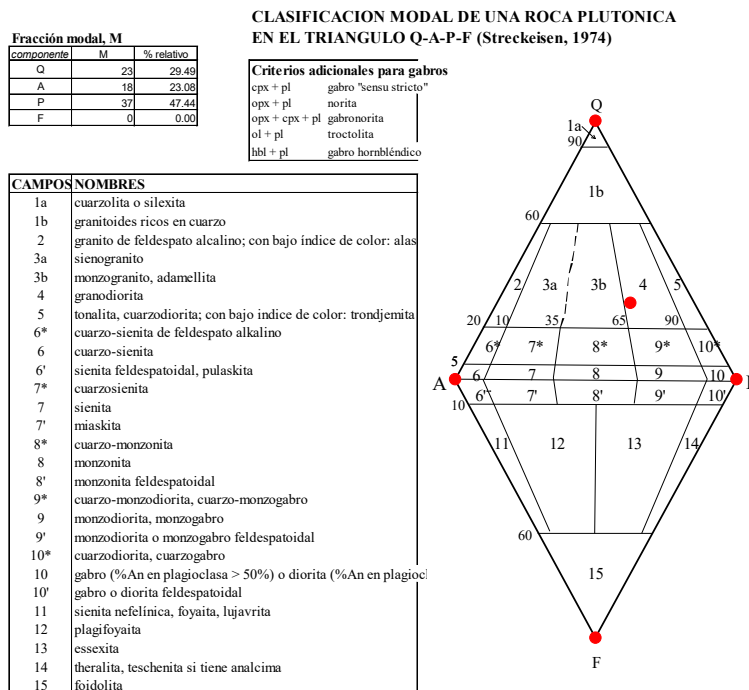 CLASIFICACION MODAL DE UNA ROCA PLUTONICA
EN EL TRIANGULO Q-A-P-F (Streckeisen, 1974)
Fracción modal, M
componente M % relativo
Q 23 29.49
A 18 23.08
P 37 47.44
F 0 0.00
Criterios adicionales para gabros
cpx + pl gabro "sensu stricto"
opx + pl norita
opx + cpx + pl gabronorita
ol + pl troctolita
hbl + pl gabro hornbléndico
CAMPOS NOMBRES
1a cuarzolita o silexita
1b granitoides ricos en cuarzo
2 granito de feldespato alcalino; con bajo índice de color: alas
3a sienogranito
3b monzogranito, adamellita
4 granodiorita
5 tonalita, cuarzodiorita; con bajo indice de color: trondjemita
6* cuarzo-sienita de feldespato alkalino
6 cuarzo-sienita
6' sienita feldespatoidal, pulaskita
7* cuarzosienita
7 sienita
7' miaskita
8* cuarzo-monzonita
8 monzonita
8' monzonita feldespatoidal
9* cuarzo-monzodiorita, cuarzo-monzogabro
9 monzodiorita, monzogabro
9' monzodiorita o monzogabro feldespatoidal
10* cuarzodiorita, cuarzogabro
10 gabro (%An en plagioclasa > 50%) o diorita (%An en plagiocl
10' gabro o diorita feldespatoidal
11 sienita nefelínica, foyaita, lujavrita
12 plagifoyaita
13 essexita
14 theralita, teschenita si tiene analcima
15 foidolita
Q
1a
90
1b
60
2 3a 3b 4 5
20 10 35 65 90
6* 7* 8* 9* 10*
5
A 6 7 8 9 10
6' 7' 8' 9' 10'
10
11 12 13 14
60
15
F